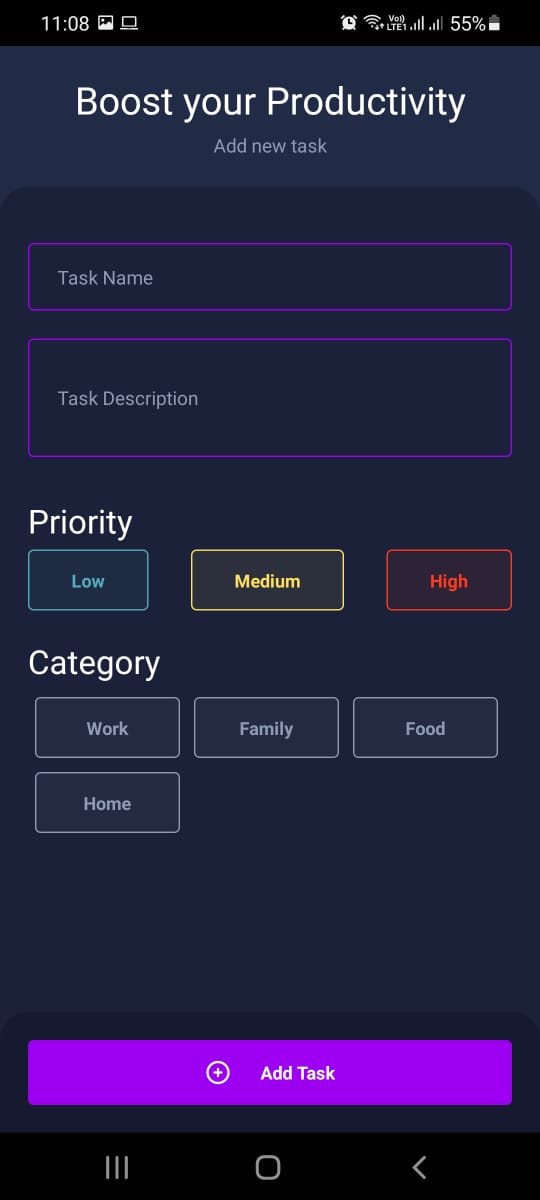 11:08 Vo)) LTE1 55%
Boost your Productivity
Add new task
Task Name
Task Description
Priority
Low Medium High
Category
Work Family Food
Home
Add Task